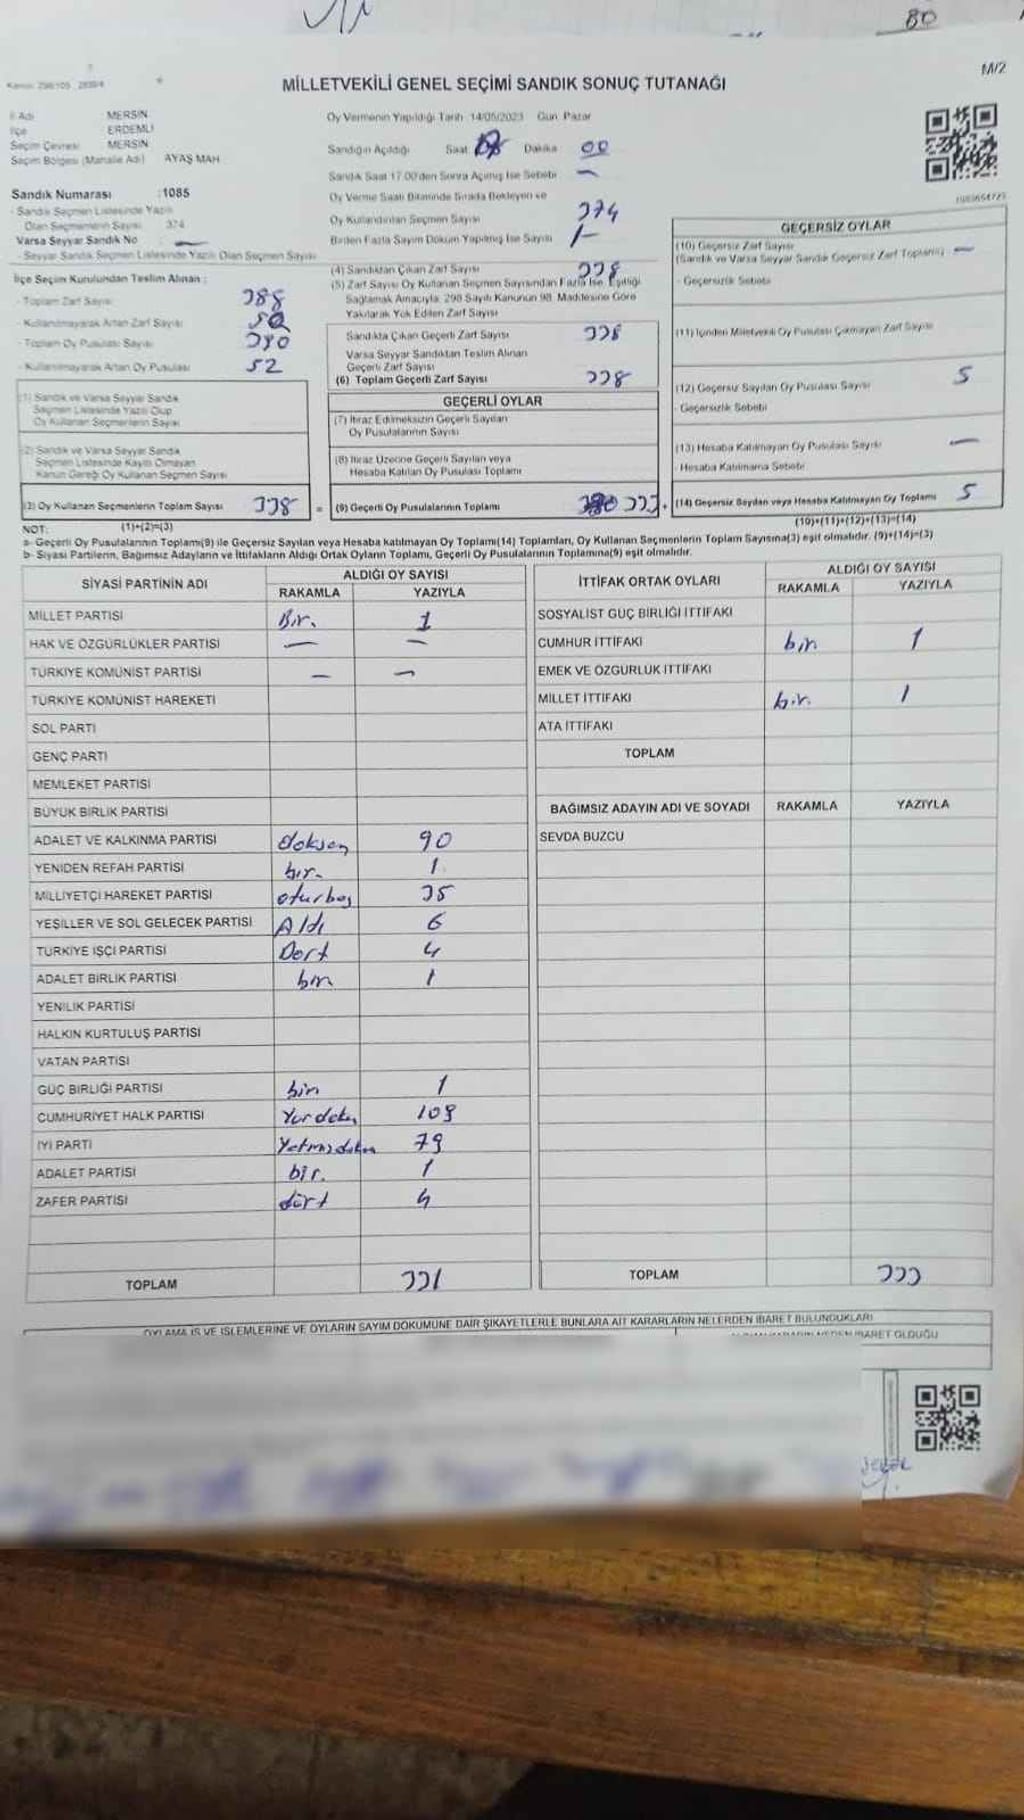 80
M/2
MİLLETVEKİLİ GENEL SEÇİMİ SANDIK SONUÇ TUTANAĞI
İl Adı : MERSİN
İlçe : ERDEMLİ
Seçim Çevresi : MERSİN
Seçim Bölgesi (Mahalle Adı) AYAŞ MAH.
Sandık Numarası : 1085
- Sandık Seçmen Listesinde Yazılı
Olan Seçmenlerin Sayısı 374
Varsa Seyyar Sandık No —
- Seyyar Sandık Seçmen Listesinde Yazılı Olan Seçmen Sayısı
İlçe Seçim Kurulundan Teslim Alınan :
- Toplam Zarf Sayısı 388
- Kullanılmayarak Artan Zarf Sayısı 50
- Toplam Oy Pusulası Sayısı 390
- Kullanılmayarak Artan Oy Pusulası 52
(1) Sandık ve Varsa Seyyar Sandık
Seçmen Listesinde Yazılı Olup
Oy Kullanan Seçmenlerin Sayısı
(2) Sandık ve Varsa Seyyar Sandık
Seçmen Listesinde Kayıtlı Olmayan
Kanun Gereği Oy Kullanan Seçmen Sayısı
(3) Oy Kullanan Seçmenlerin Toplam Sayısı 338
Oy Vermenin Yapıldığı Tarih 14/05/2023 Gün Pazar
Sandığın Açıldığı Saat Dakika 00
Sandık Saat 17.00'den Sonra Açılmış İse Sebebi —
Oy Verme Saati Bitiminde Sırada Bekleyen ve
Oy Kullandırılan Seçmen Sayısı 374
Birden Fazla Sayım Döküm Yapılmış İse Sayısı 1-
(4) Sandıktan Çıkan Zarf Sayısı 338
(5) Zarf Sayısı Oy Kullanan Seçmen Sayısından Fazla İse, Eşitliği
Sağlamak Amacıyla, 298 Sayılı Kanunun 98. Maddesine Göre
Yakılarak Yok Edilen Zarf Sayısı
Sandıkta Çıkan Geçerli Zarf Sayısı 338
Varsa Seyyar Sandıktan Teslim Alınan
Geçerli Zarf Sayısı
(6) Toplam Geçerli Zarf Sayısı 338
GEÇERLİ OYLAR
(7) İtiraz Edilmeksizin Geçerli Sayılan
Oy Pusulalarının Sayısı
(8) İtiraz Üzerine Geçerli Sayılan veya
Hesaba Katılan Oy Pusulası Toplamı
= (9) Geçerli Oy Pusulalarının Toplamı 333 +
GEÇERSİZ OYLAR
(10) Geçersiz Zarf Sayısı
(Sandık ve Varsa Seyyar Sandık Geçersiz Zarf Toplamı) —
- Geçersizlik Sebebi
(11) İçinden Milletvekili Oy Pusulası Çıkmayan Zarf Sayısı
(12) Geçersiz Sayılan Oy Pusulası Sayısı 5
- Geçersizlik Sebebi
(13) Hesaba Katılmayan Oy Pusulası Sayısı —
- Hesaba Katılmama Sebebi
(14) Geçersiz Sayılan veya Hesaba Katılmayan Oy Toplamı 5
NOT: (1)+(2)=(3) (10)+(11)+(12)+(13)=(14)
a- Geçerli Oy Pusulalarının Toplamı(9) ile Geçersiz Sayılan veya Hesaba katılmayan Oy Toplamı(14) Toplamları, Oy Kullanan Seçmenlerin Toplam Sayısına(3) eşit olmalıdır. (9)+(14)=(3)
b- Siyasi Partilerin, Bağımsız Adayların ve İttifakların Aldığı Ortak Oyların Toplamı, Geçerli Oy Pusulalarının Toplamına(9) eşit olmalıdır.
SİYASİ PARTİNİN ADI ALDIĞI OY SAYISI
RAKAMLA YAZIYLA
MİLLET PARTİSİ Bir. 1
HAK VE ÖZGÜRLÜKLER PARTİSİ — —
TÜRKİYE KOMÜNİST PARTİSİ — —
TÜRKİYE KOMÜNİST HAREKETİ
SOL PARTİ
GENÇ PARTİ
MEMLEKET PARTİSİ
BÜYÜK BİRLİK PARTİSİ
ADALET VE KALKINMA PARTİSİ doksan 90
YENİDEN REFAH PARTİSİ bir. 1
MİLLİYETÇİ HAREKET PARTİSİ oturbeş 35
YEŞİLLER VE SOL GELECEK PARTİSİ Aldı 6
TÜRKİYE İŞÇİ PARTİSİ Dört 4
ADALET BİRLİK PARTİSİ bir 1
YENİLİK PARTİSİ
HALKIN KURTULUŞ PARTİSİ
VATAN PARTİSİ
GÜÇ BİRLİĞİ PARTİSİ bir 1
CUMHURİYET HALK PARTİSİ 109
İYİ PARTİ 79
ADALET PARTİSİ bir. 1
ZAFER PARTİSİ dört 4
TOPLAM 331
İTTİFAK ORTAK OYLARI ALDIĞI OY SAYISI
RAKAMLA YAZIYLA
SOSYALİST GÜÇ BİRLİĞİ İTTİFAKI
CUMHUR İTTİFAKI bir 1
EMEK VE ÖZGÜRLÜK İTTİFAKI
MİLLET İTTİFAKI bir. 1
ATA İTTİFAKI
TOPLAM
BAĞIMSIZ ADAYIN ADI VE SOYADI RAKAMLA YAZIYLA
SEVDA BUZCU
TOPLAM 333
OYLAMA İŞ VE İŞLEMLERİNE VE OYLARIN SAYIM DÖKÜMÜNE DAİR ŞİKAYETLERLE BUNLARA AİT KARARLARIN NELERDEN İBARET BULUNDUKLARI
İBARET OLDUĞU